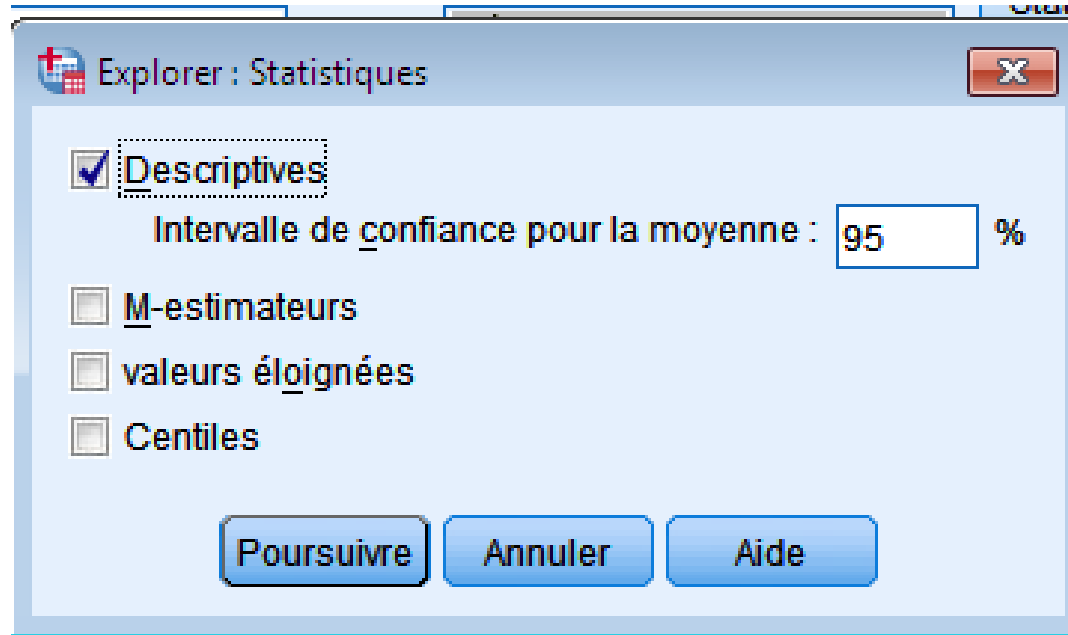 Explorer : Statistiques
Descriptives
Intervalle de confiance pour la moyenne : 95 %
M-estimateurs
valeurs éloignées
Centiles
Poursuivre Annuler Aide